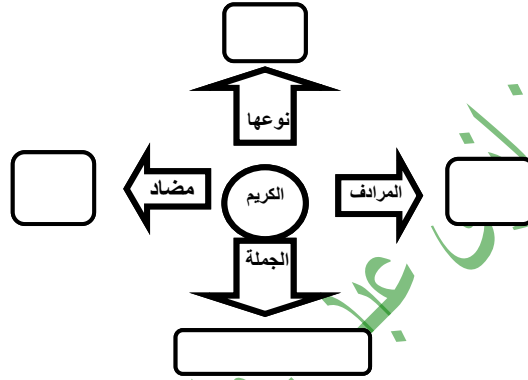 نوعها
المرادف
الكريم
مضاد
الجملة